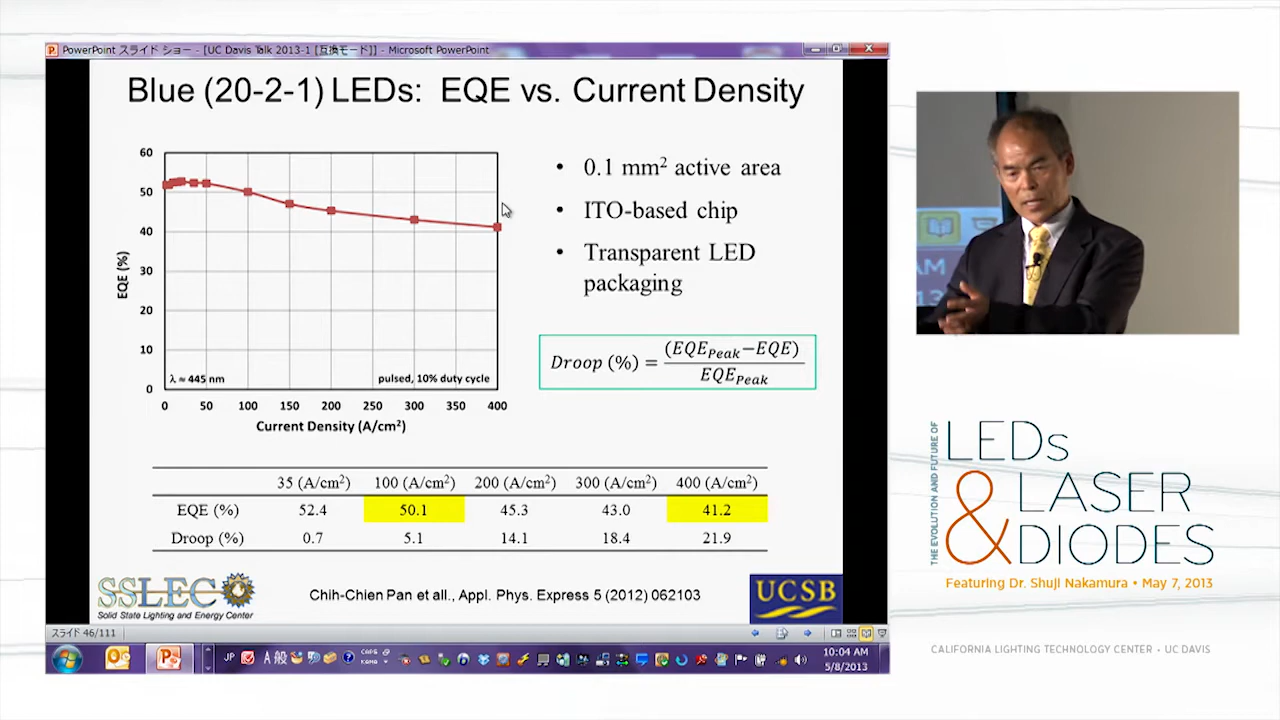 PowerPoint スライド ショー - [UC Davis Talk 2013-1 [互換モード]] - Microsoft PowerPoint
Blue (20-2-1) LEDs: EQE vs. Current Density
60
50
40
30
20
10
0
EQE (%)
λ ≈ 445 nm
pulsed, 10% duty cycle
0 50 100 150 200 250 300 350 400
Current Density (A/cm²)
• 0.1 mm² active area
• ITO-based chip
• Transparent LED
packaging
Droop (%) = (EQE_Peak−EQE) / EQE_Peak
35 (A/cm²) 100 (A/cm²) 200 (A/cm²) 300 (A/cm²) 400 (A/cm²)
EQE (%) 52.4 50.1 45.3 43.0 41.2
Droop (%) 0.7 5.1 14.1 18.4 21.9
SSLEC
Solid State Lighting and Energy Center
Chih-Chien Pan et all., Appl. Phys. Express 5 (2012) 062103
UCSB
スライド 46/111
JP A 般 CAPS KANA
10:04 AM
5/8/2013
AM
THE EVOLUTION AND FUTURE OF
LEDs
& LASER
DIODES
Featuring Dr. Shuji Nakamura • May 7, 2013
CALIFORNIA LIGHTING TECHNOLOGY CENTER • UC DAVIS